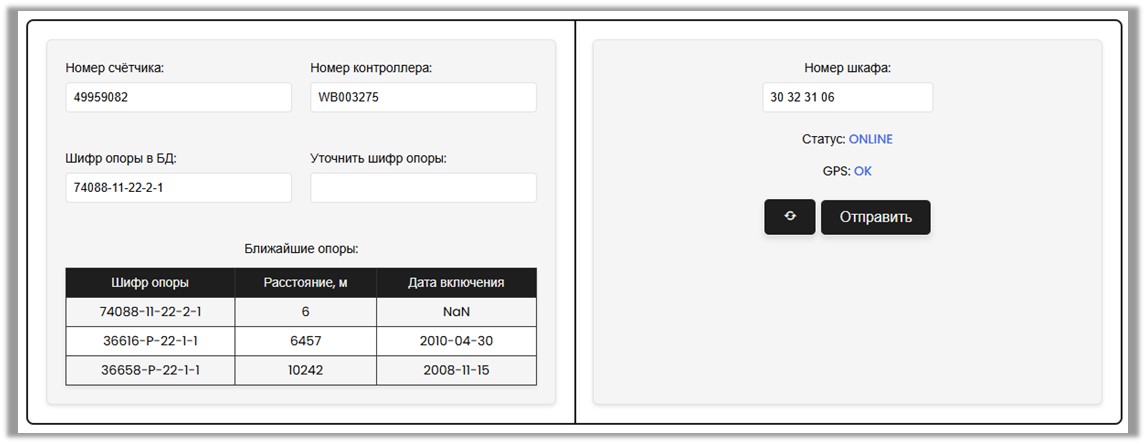 Номер счётчика: Номер контроллера:
49959082 WB003275
Шифр опоры в БД: Уточнить шифр опоры:
74088-11-22-2-1
Ближайшие опоры:
Шифр опоры Расстояние, м Дата включения
74088-11-22-2-1 6 NaN
36616-P-22-1-1 6457 2010-04-30
36658-P-22-1-1 10242 2008-11-15
Номер шкафа:
30 32 31 06
Статус: ONLINE
GPS: OK
Отправить